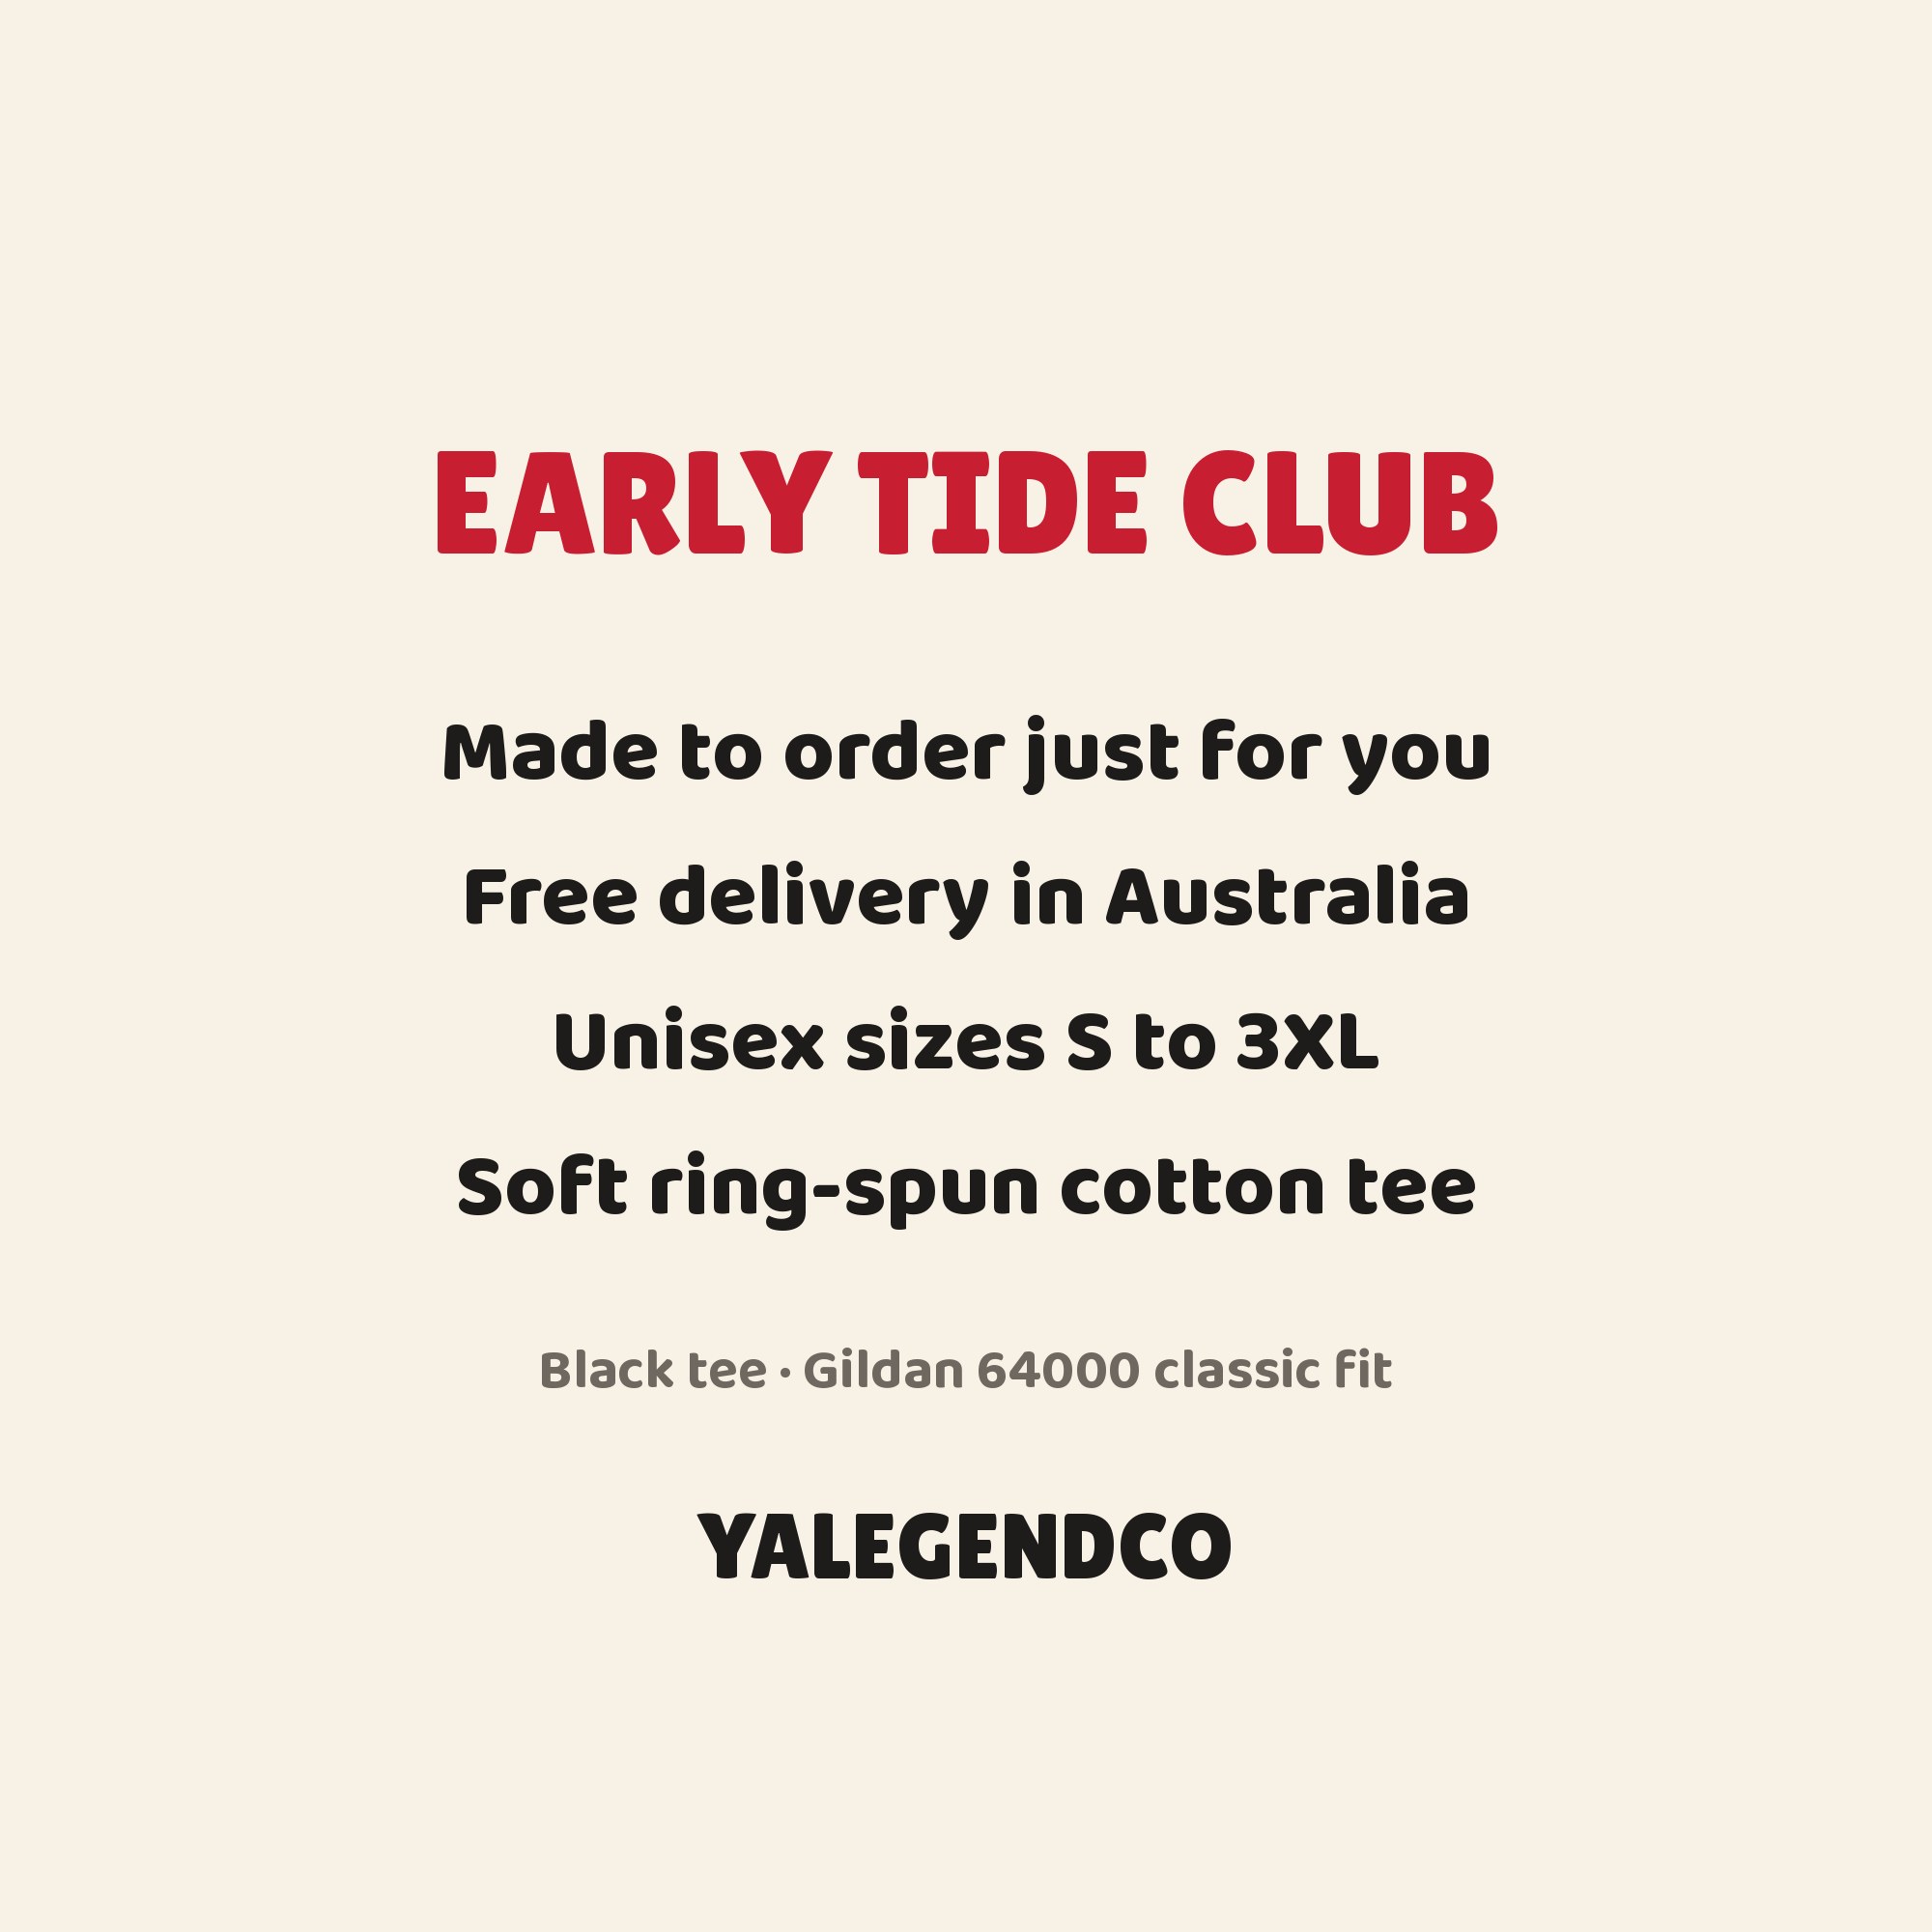 EARLY TIDE CLUB
Made to order just for you
Free delivery in Australia
Unisex sizes S to 3XL
Soft ring-spun cotton tee
Black tee · Gildan 64000 classic fit
YALEGENDCO